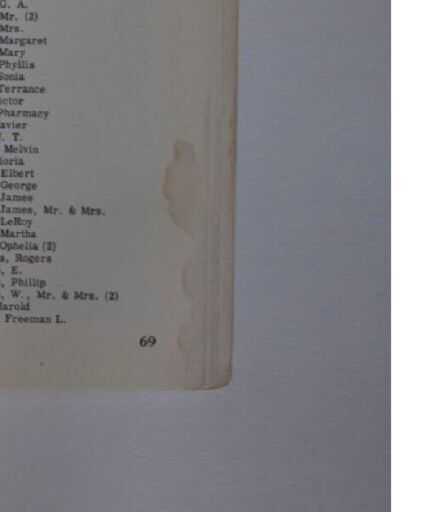 G. A.
Mr. (2)
Mrs.
Margaret
Mary
Phyllis
Sonia
Terrance
ictor
Pharmacy
avier
J. T.
Melvin
loria
Elbert
George
James
James, Mr. & Mrs.
LeRoy
Martha
Ophelia (2)
s, Rogers
, E.
, Phillip
, W., Mr. & Mrs. (2)
Harold
Freeman L.
69